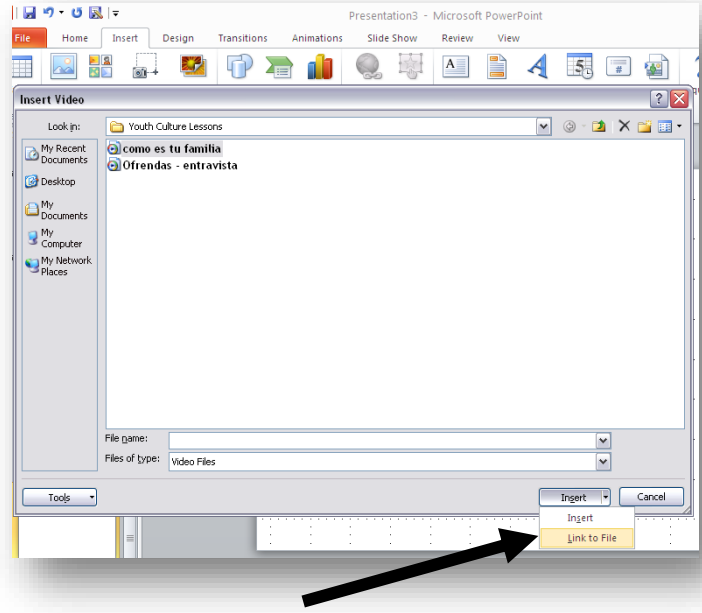 Presentation3 - Microsoft PowerPoint
File Home Insert Design Transitions Animations Slide Show Review View
Insert Video
Look in: Youth Culture Lessons
My Recent Documents
como es tu familia
Ofrendas - entravista
Desktop
My Documents
My Computer
My Network Places
File name:
Files of type: Video Files
Tools Insert Cancel
Insert
Link to File